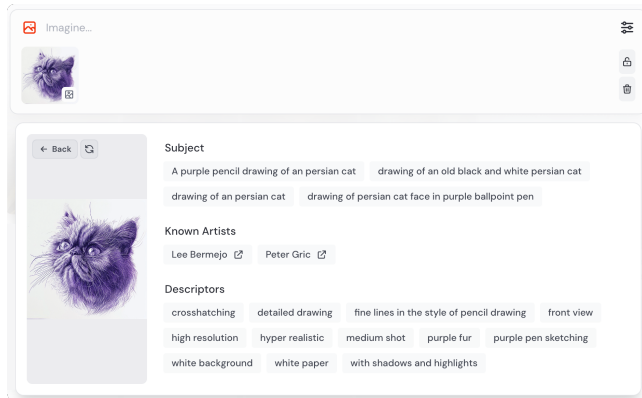 Imagine...
← Back
Subject
A purple pencil drawing of an persian cat drawing of an old black and white persian cat
drawing of an persian cat drawing of persian cat face in purple ballpoint pen
Known Artists
Lee Bermejo Peter Gric
Descriptors
crosshatching detailed drawing fine lines in the style of pencil drawing front view
high resolution hyper realistic medium shot purple fur purple pen sketching
white background white paper with shadows and highlights